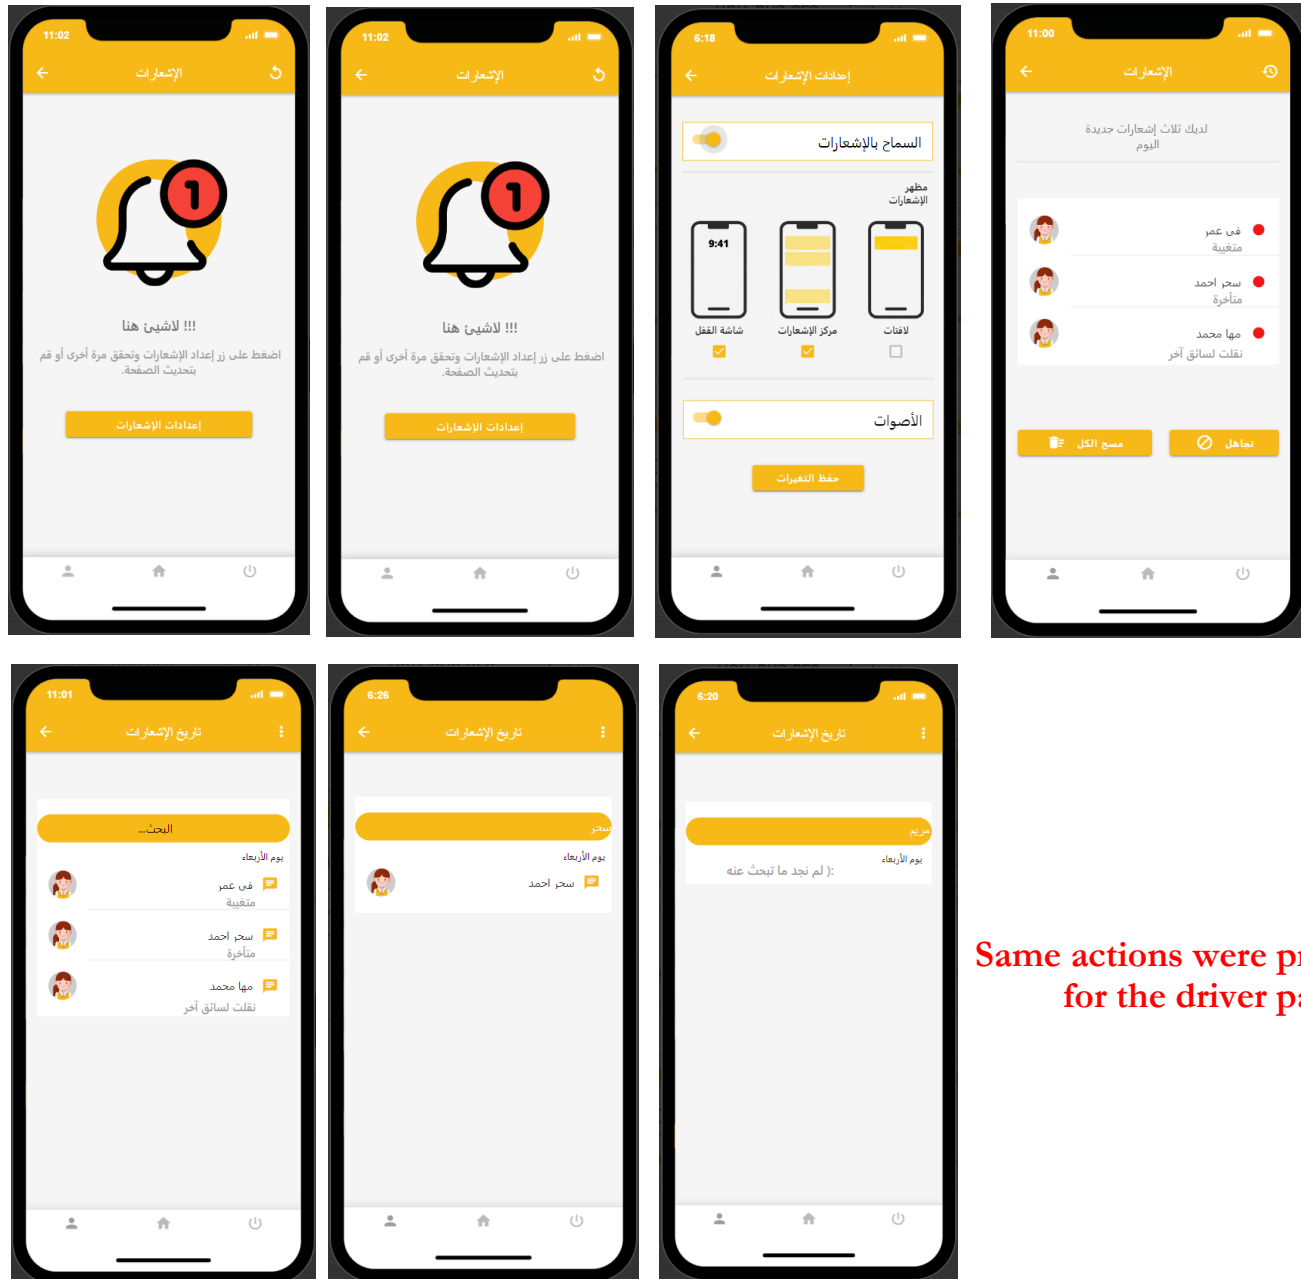 11:02
الإشعارات
1
!!! لاشيئ هنا
اضغط على زر إعداد الإشعارات وتحقق مرة أخرى أو قم
بتحديث الصفحة.
إعدادات الإشعارات
11:02
الإشعارات
1
!!! لاشيئ هنا
اضغط على زر إعداد الإشعارات وتحقق مرة أخرى أو قم
بتحديث الصفحة.
إعدادات الإشعارات
6:18
إعدادات الإشعارات
السماح بالإشعارات
مظهر
الإشعارات
9:41
لافتات
مركز الإشعارات
شاشة القفل
الأصوات
حفظ التغيرات
11:00
الإشعارات
لديك ثلاث إشعارات جديدة
اليوم
في عمر
متغيبة
سحر احمد
متأخرة
مها محمد
نقلت لسائق آخر
تجاهل
مسح الكل
11:01
تاريخ الإشعارات
البحث...
يوم الأربعاء
في عمر
متغيبة
سحر احمد
متأخرة
مها محمد
نقلت لسائق آخر
6:26
تاريخ الإشعارات
سحر
يوم الأربعاء
سحر احمد
6:20
تاريخ الإشعارات
مريم
يوم الأربعاء
:( لم نجد ما تبحث عنه
Same actions were
for the driver